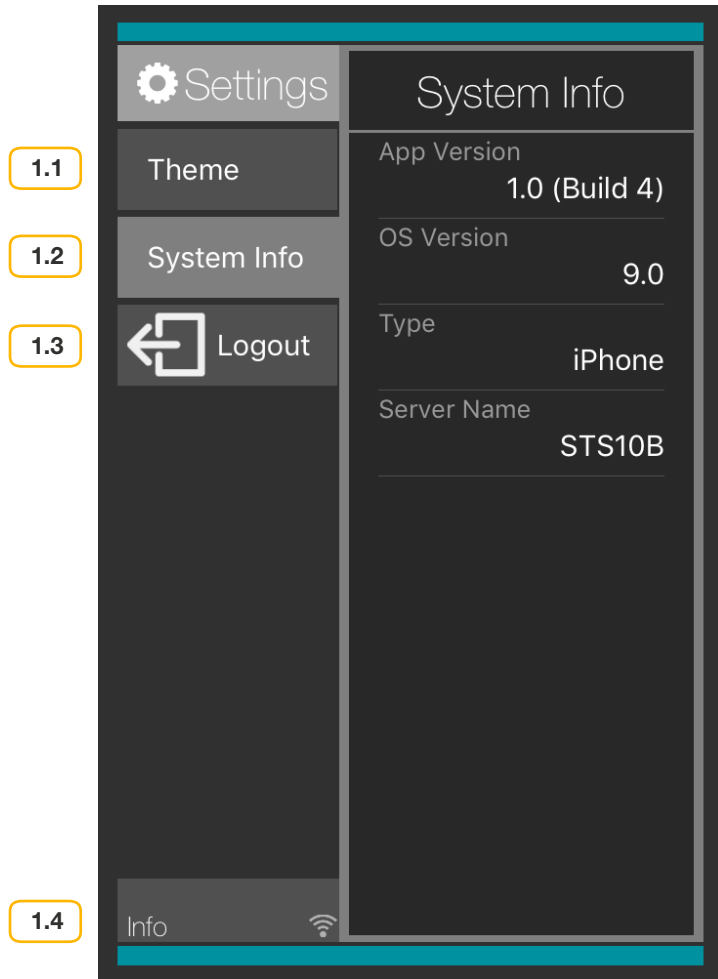 Settings
System Info
1.1
Theme
App Version
1.0 (Build 4)
1.2
System Info
OS Version
9.0
1.3
Logout
Type
iPhone
Server Name
STS10B
1.4
Info